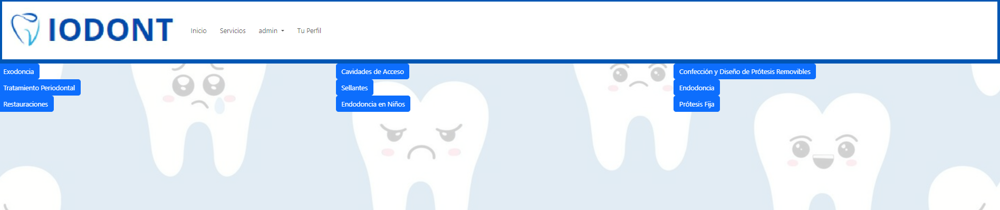 IODONT
Inicio Servicios admin Tu Perfil
Exodoncia Cavidades de Acceso Confección y Diseño de Prótesis Removibles
Tratamiento Periodontal Sellantes Endodoncia
Restauraciones Endodoncia en Niños Prótesis Fija